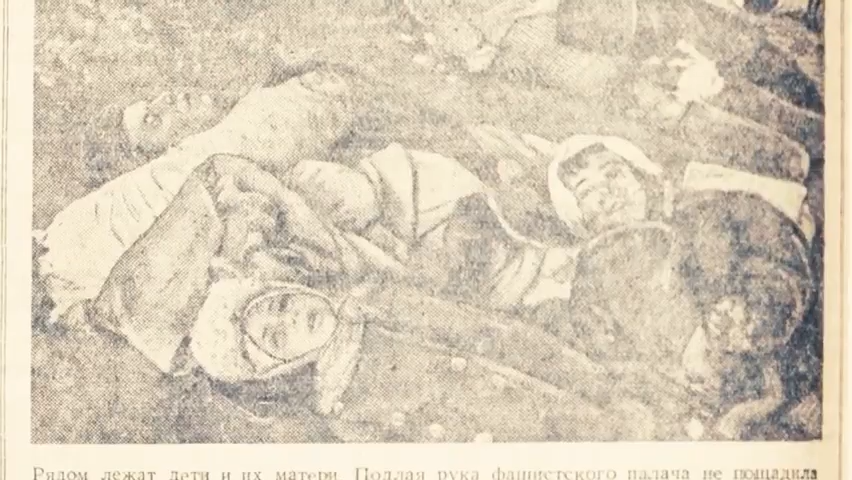 Рядом лежат дети и их матери. Подлая рука фашистского палача не пощадила